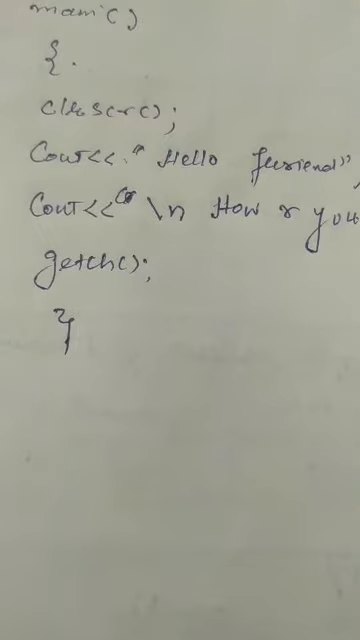 main()
{.
clrscr();
Cout<<."Hello friend"
Cout<<" \n How r you
getch();
}